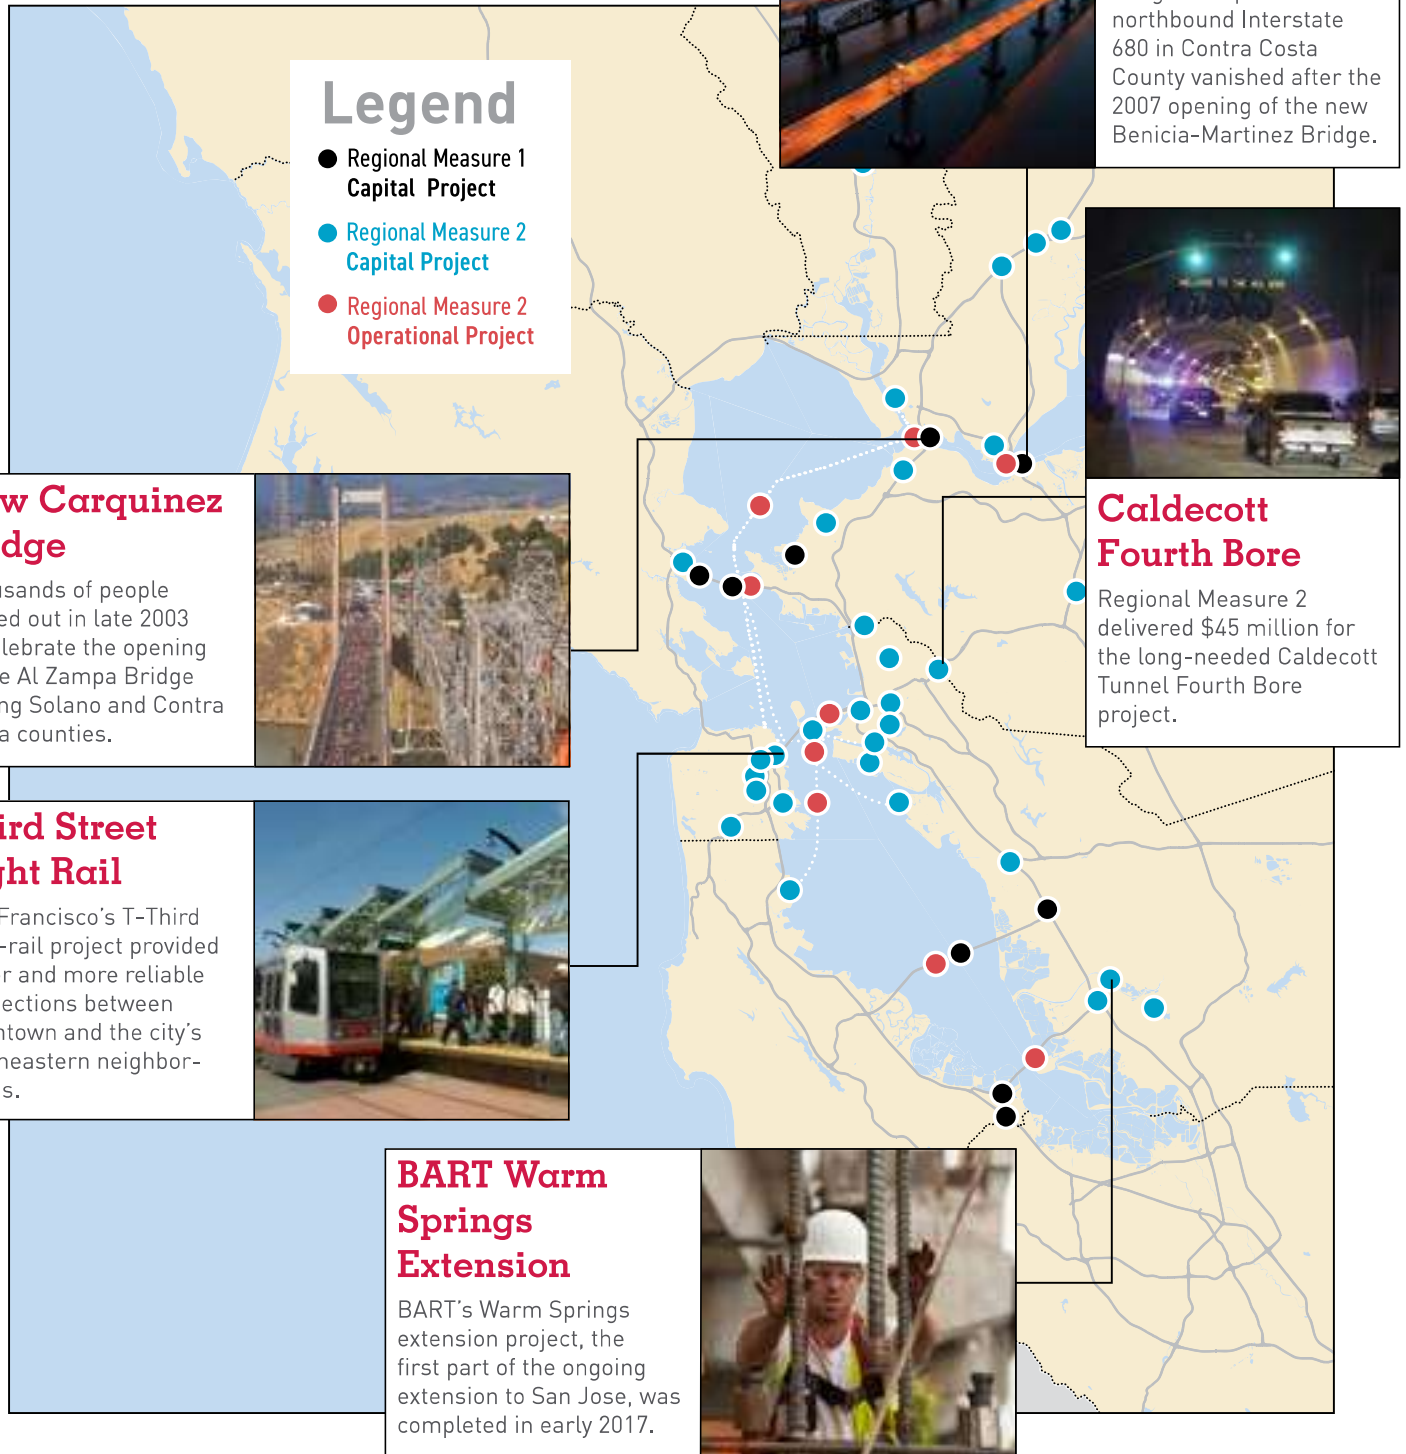 northbound Interstate
680 in Contra Costa
County vanished after the
2007 opening of the new
Benicia-Martinez Bridge.
Legend
Regional Measure 1
Capital Project
Regional Measure 2
Capital Project
Regional Measure 2
Operational Project
Caldecott
Fourth Bore
Regional Measure 2
delivered $45 million for
the long-needed Caldecott
Tunnel Fourth Bore
project.
w Carquinez
dge
usands of people
ed out in late 2003
lebrate the opening
e Al Zampa Bridge
ng Solano and Contra
a counties.
ird Street
ght Rail
Francisco's T-Third
-rail project provided
r and more reliable
ections between
ntown and the city's
heastern neighbor-
s.
BART Warm
Springs
Extension
BART's Warm Springs
extension project, the
first part of the ongoing
extension to San Jose, was
completed in early 2017.